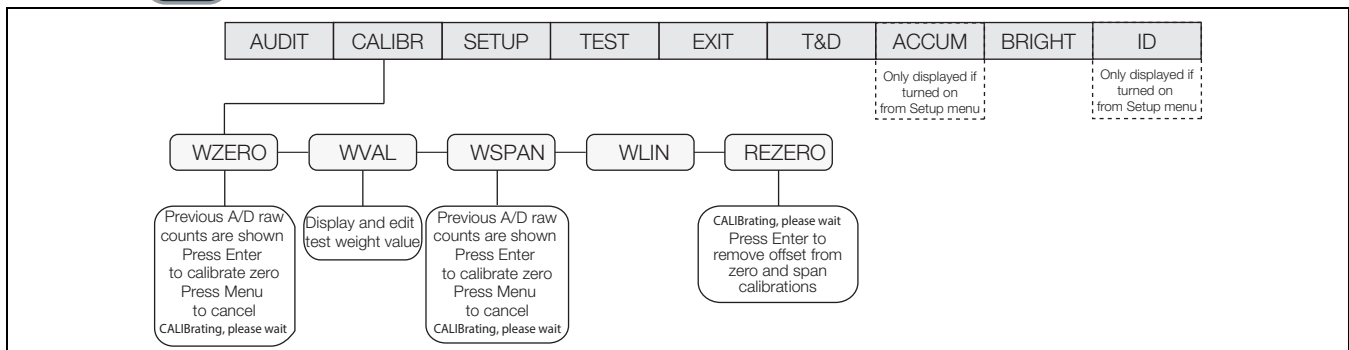 AUDIT CALIBR SETUP TEST EXIT T&D ACCUM BRIGHT ID
Only displayed if
turned on
from Setup menu
Only displayed if
turned on
from Setup menu
WZERO WVAL WSPAN WLIN REZERO
Previous A/D raw
counts are shown
Press Enter
to calibrate zero
Press Menu
to cancel
CALIBrating, please wait
Display and edit
test weight value
Previous A/D raw
counts are shown
Press Enter
to calibrate zero
Press Menu
to cancel
CALIBrating, please wait
CALIBrating, please wait
Press Enter to
remove offset from
zero and span
calibrations